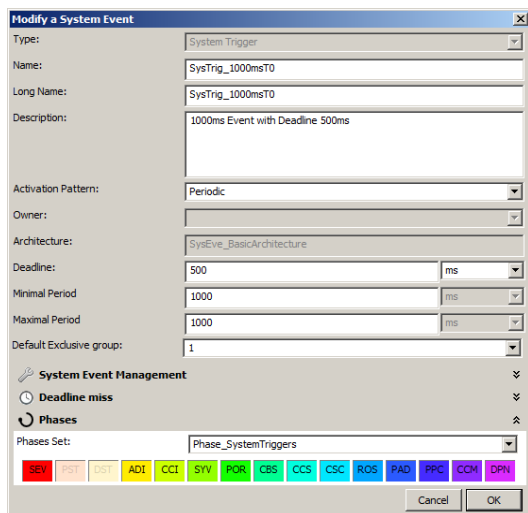 Modify a System Event
Type: System Trigger
Name: SysTrig_1000msT0
Long Name: SysTrig_1000msT0
Description: 1000ms Event with Deadline 500ms
Activation Pattern: Periodic
Owner:
Architecture: SysEve_BasicArchitecture
Deadline: 500 ms
Minimal Period 1000 ms
Maximal Period 1000 ms
Default Exclusive group: 1
System Event Management
Deadline miss
Phases
Phases Set: Phase_SystemTriggers
SEV PST DST ADI CCI SYV POR CBS CCS CSC ROS PAD PPC CCM DPN
Cancel OK